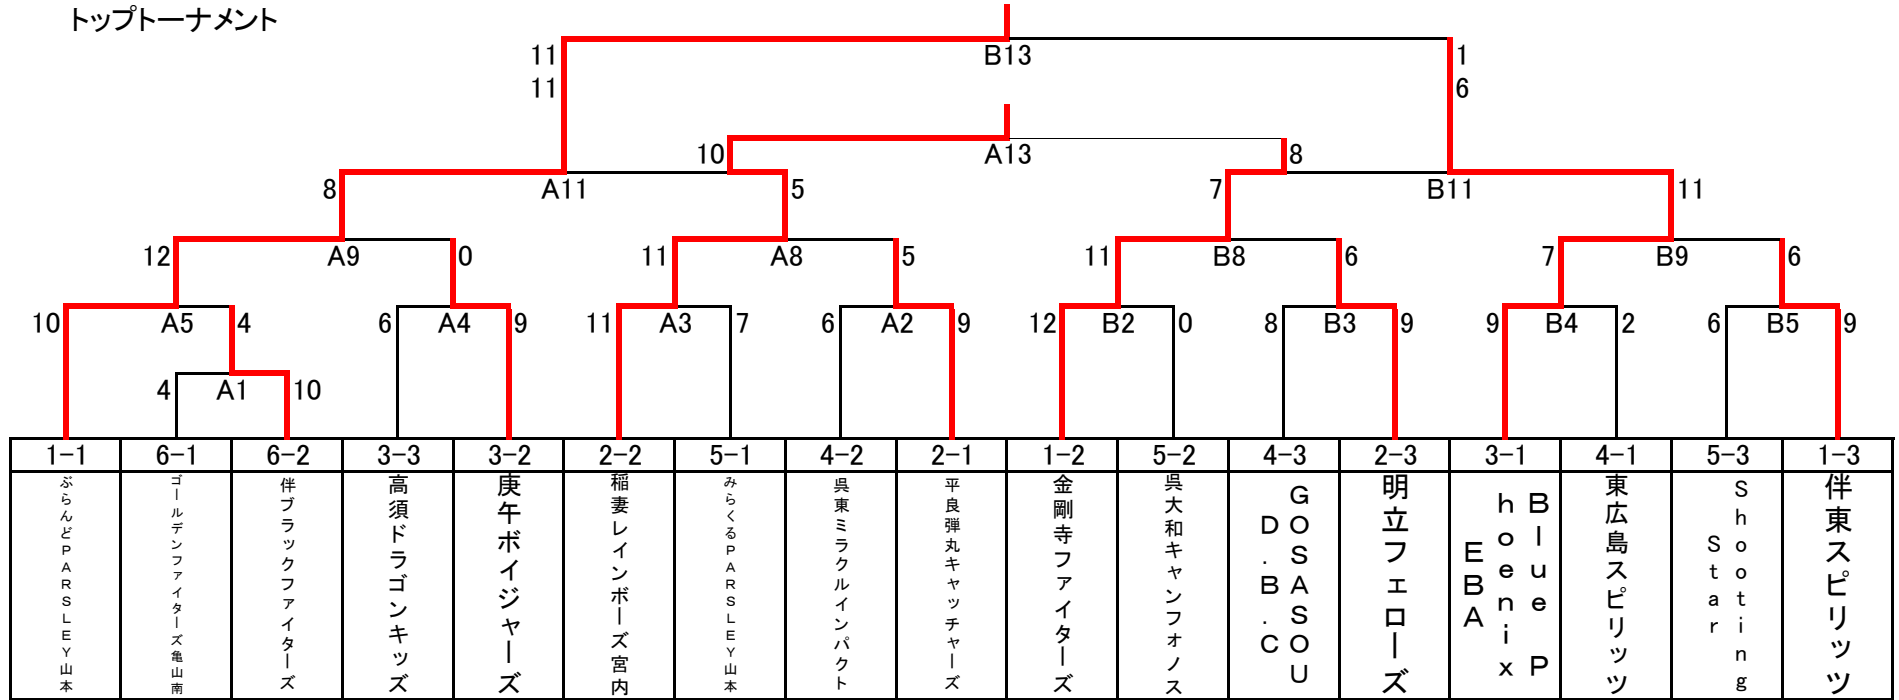 トップトーナメント
11 B13 1
11 6
10 A13 8
8 A11 5 7 B11 11
12 A9 0 11 A8 5 11 B8 6 7 B9 6
10 A5 4 6 A4 9 11 A3 7 6 A2 9 12 B2 0 8 B3 9 9 B4 2 6 B5 9
4 A1 10
1-1 6-1 6-2 3-3 3-2 2-2 5-1 4-2 2-1 1-2 5-2 4-3 2-3 3-1 4-1 5-3 1-3
ぶらんどPARSLEY山本
ゴールデンファイターズ亀山南
伴ブラックファイターズ
高須ドラゴンキッズ
庚午ボイジャーズ
稲妻レインボーズ宮内
みらくるPARSLEY山本
呉東ミラクルインパクト
平良弾丸キャッチャーズ
金剛寺ファイターズ
呉大和キャンフォノス
GOSASOU
D.B.C
明立フェローズ
Blue P
hoenix
EBA
東広島スピリッツ
Shooting
Star
伴東スピリッツ